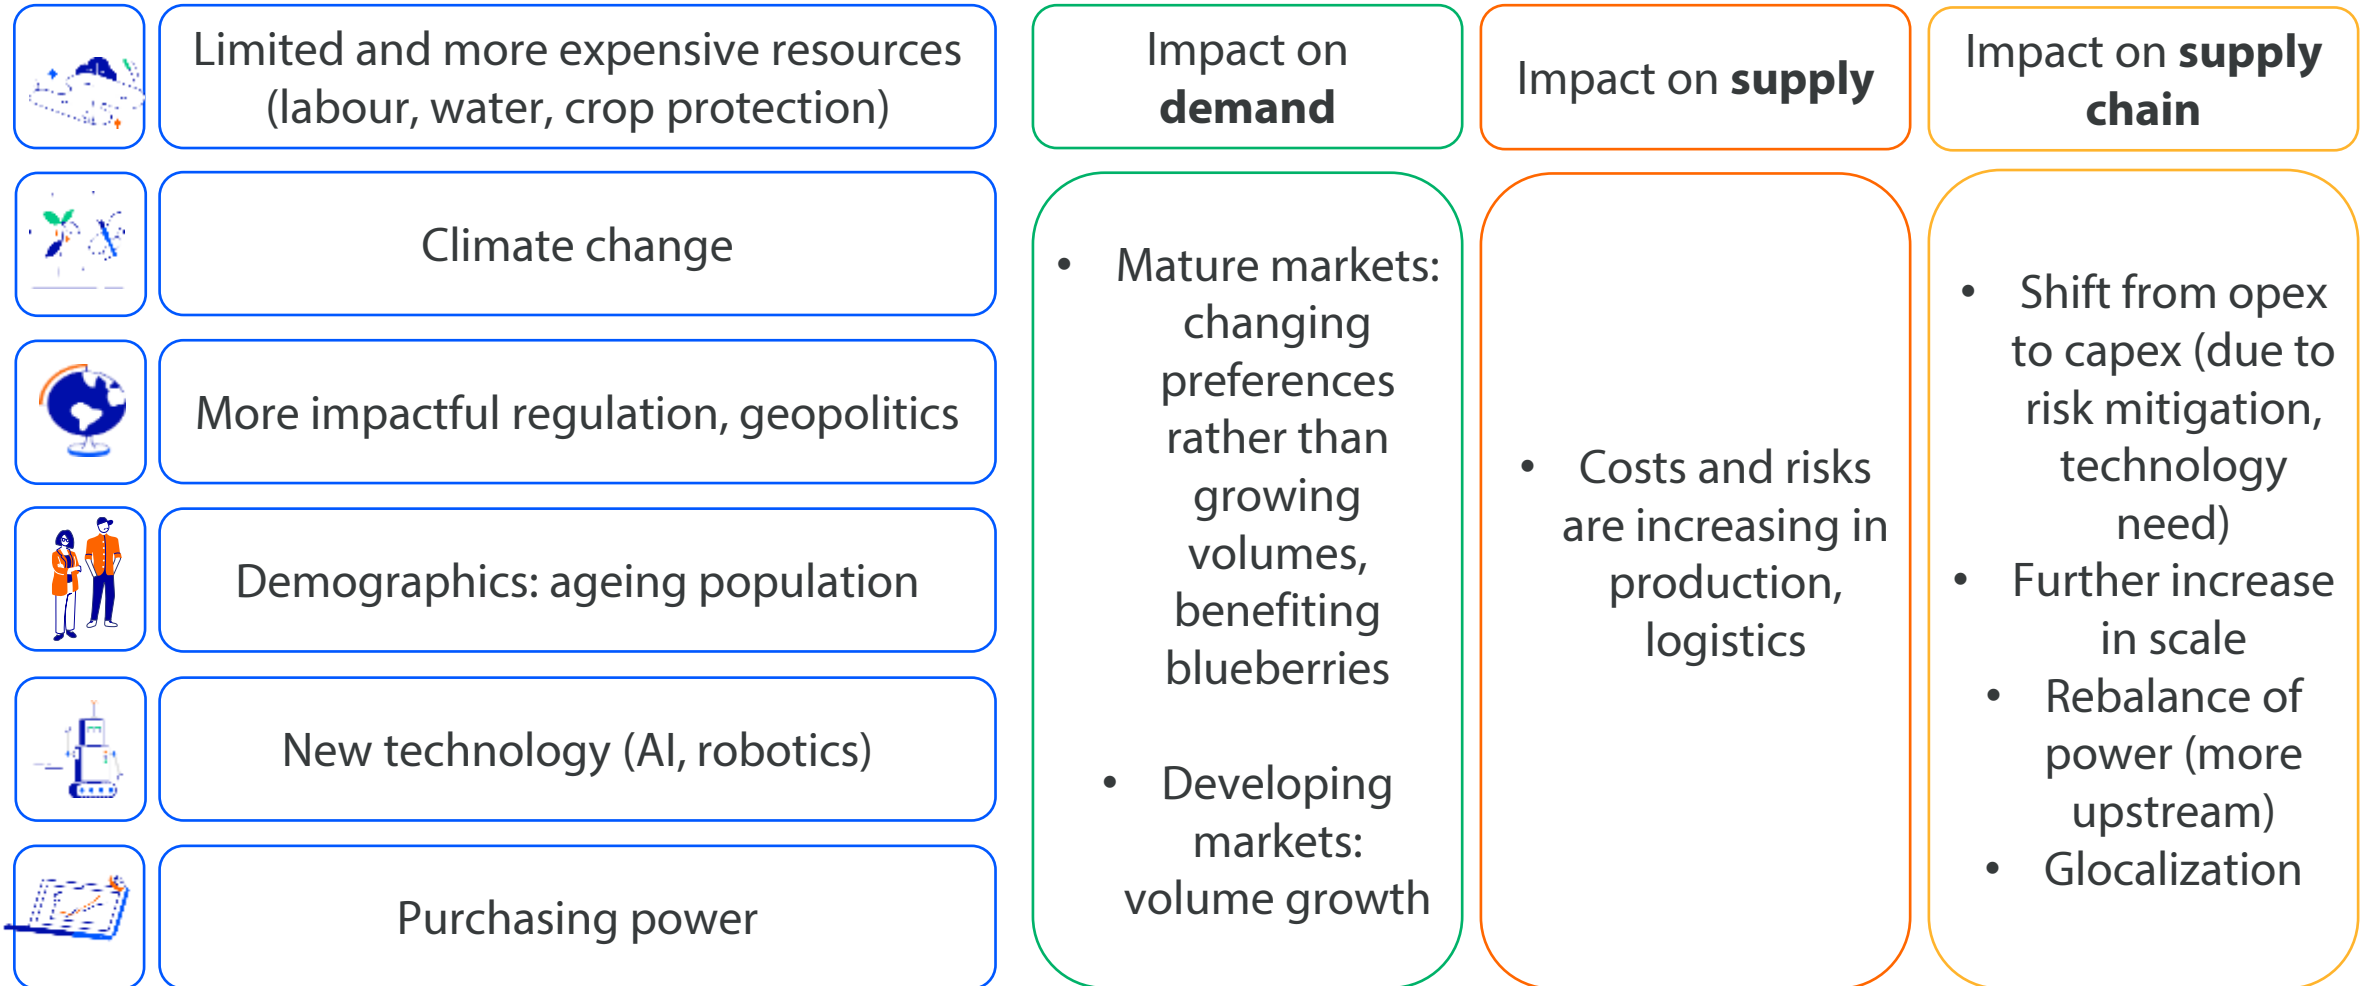 Limited and more expensive resources
(labour, water, crop protection)
Climate change
More impactful regulation, geopolitics
Demographics: ageing population
New technology (AI, robotics)
Purchasing power
Impact on
demand
• Mature markets:
changing
preferences
rather than
growing
volumes,
benefiting
blueberries
• Developing
markets:
volume growth
Impact on supply
• Costs and risks
are increasing in
production,
logistics
Impact on supply
chain
• Shift from opex
to capex (due to
risk mitigation,
technology
need)
• Further increase
in scale
• Rebalance of
power (more
upstream)
• Glocalization